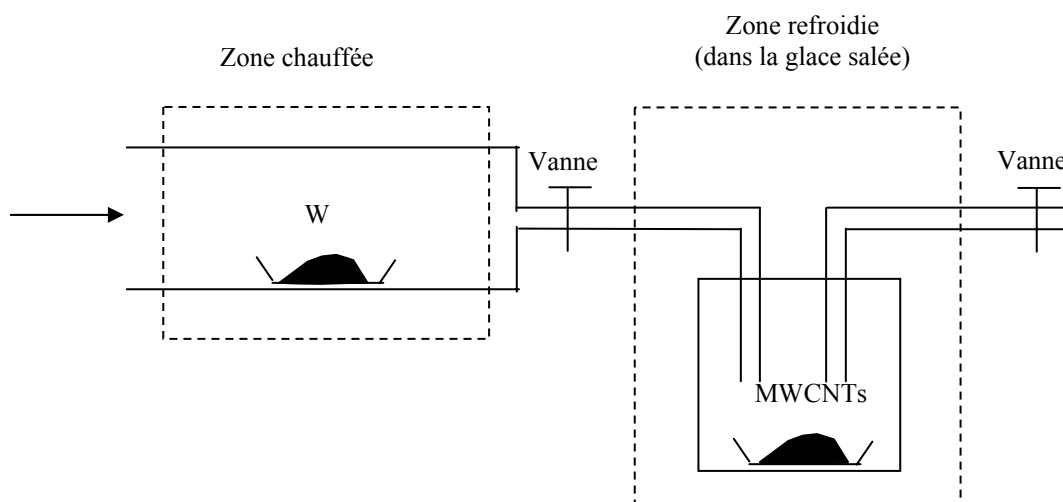 Zone chauffée
Zone refroidie
(dans la glace salée)
Vanne
Vanne
W
MWCNTs